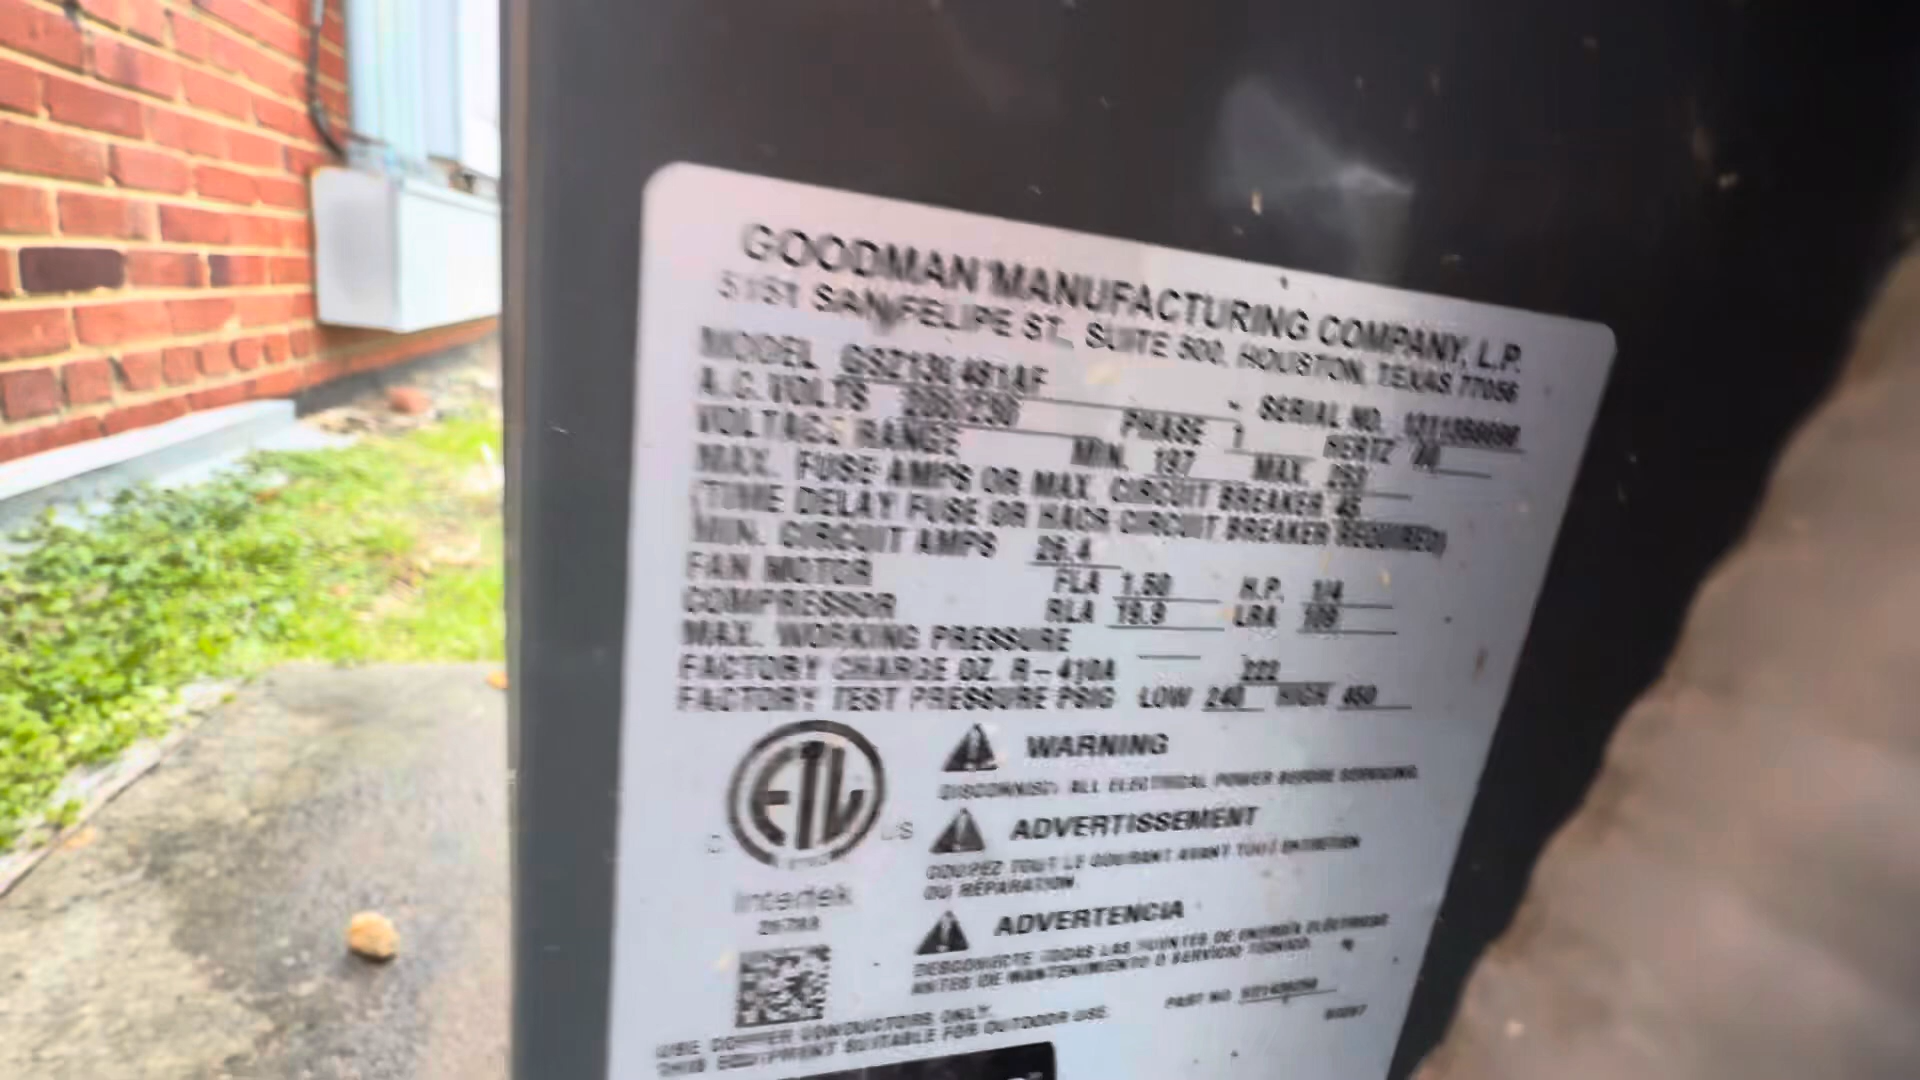 GOODMAN MANUFACTURING COMPANY, L.P.
5151 SAN FELIPE ST., SUITE 500, HOUSTON, TEXAS 77056
MODEL SERIAL NO.
A.C. VOLTS 208/230 PHASE 1 HERTZ 60
VOLTAGE RANGE MIN. 197 MAX. 253
MAX. FUSE AMPS OR MAX. CIRCUIT BREAKER 45
(TIME DELAY FUSE OR HACR CIRCUIT BREAKER REQUIRED)
MIN. CIRCUIT AMPS 26.4
FAN MOTOR FLA 1.50 H.P. 1/4
COMPRESSOR RLA 19.9 LRA 109
MAX. WORKING PRESSURE
FACTORY CHARGE OZ. R-410A 222
FACTORY TEST PRESSURE PSIG LOW 240 HIGH 450
WARNING
DISCONNECT ALL ELECTRICAL POWER BEFORE SERVICING.
ADVERTISSEMENT
COUPEZ TOUT LE COURANT AVANT TOUT ENTRETIEN
OU RÉPARATION.
ADVERTENCIA
DESCONECTE TODAS LAS FUENTES DE ENERGÍA ELÉCTRICAS
ANTES DE MANTENIMIENTO O SERVICIO TÉCNICO.
ETL
C US
Intertek
PART NO.
USE COPPER CONDUCTORS ONLY.
THIS EQUIPMENT SUITABLE FOR OUTDOOR USE.